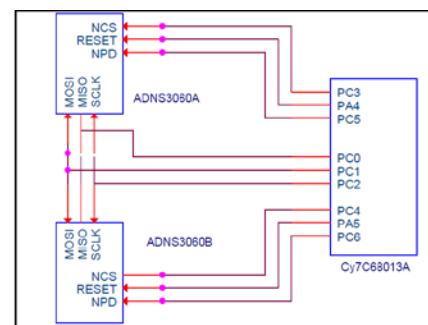 NCS
RESET
NPD
MOSI
MISO
SCLK
ADNS3060A
PC3
PA4
PC5
PC0
PC1
PC2
PC4
PA5
PC6
Cy7C68013A
MOSI
MISO
SCLK
ADNS3060B
NCS
RESET
NPD